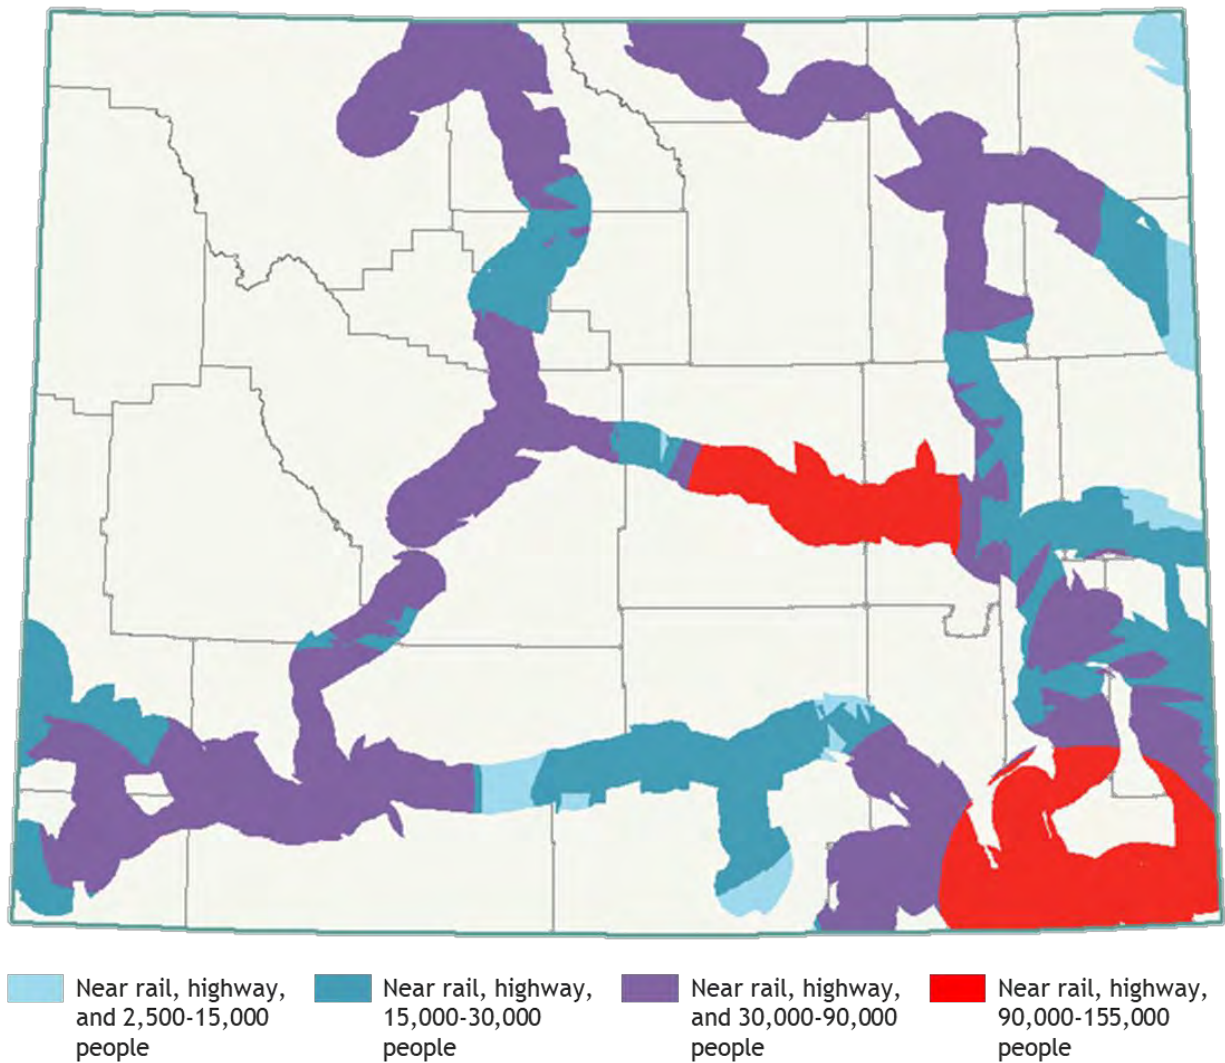 Near rail, highway,
and 2,500-15,000
people
Near rail, highway,
15,000-30,000
people
Near rail, highway,
and 30,000-90,000
people
Near rail, highway,
90,000-155,000
people